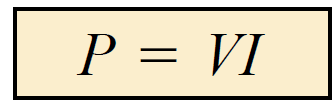 P = VI